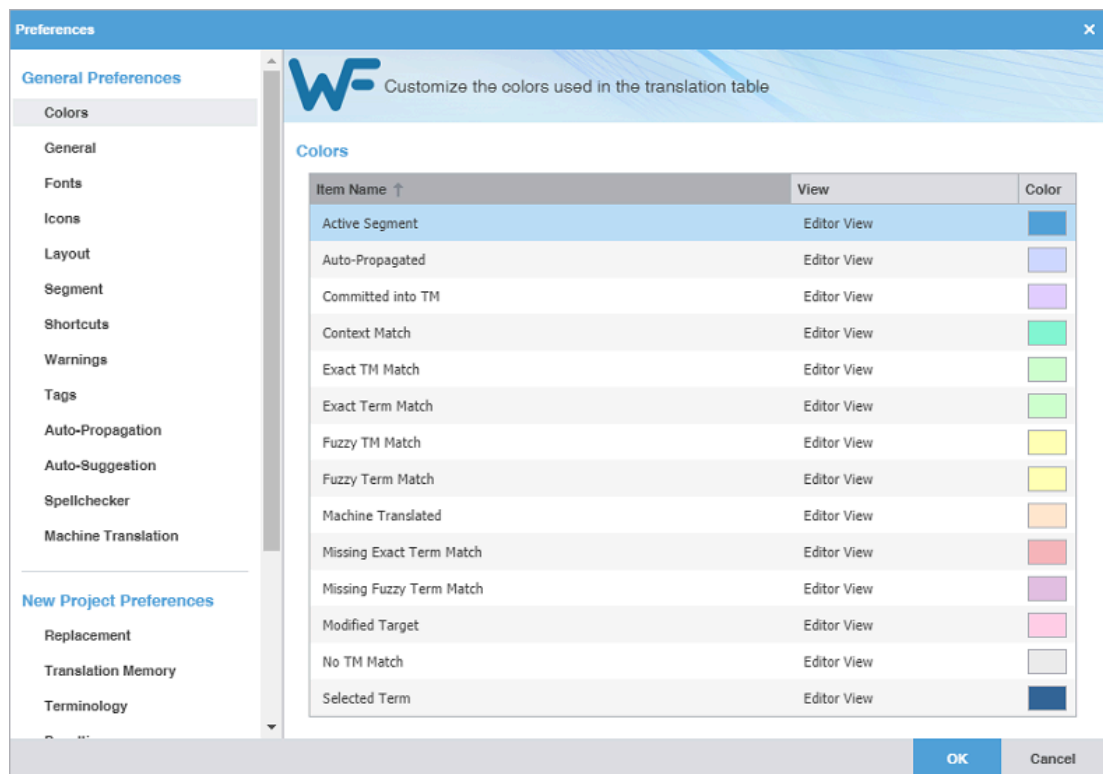 Preferences
General Preferences
Colors
General
Fonts
Icons
Layout
Segment
Shortcuts
Warnings
Tags
Auto-Propagation
Auto-Suggestion
Spellchecker
Machine Translation
New Project Preferences
Replacement
Translation Memory
Terminology
WF Customize the colors used in the translation table
Colors
Item Name View Color
Active Segment Editor View
Auto-Propagated Editor View
Committed into TM Editor View
Context Match Editor View
Exact TM Match Editor View
Exact Term Match Editor View
Fuzzy TM Match Editor View
Fuzzy Term Match Editor View
Machine Translated Editor View
Missing Exact Term Match Editor View
Missing Fuzzy Term Match Editor View
Modified Target Editor View
No TM Match Editor View
Selected Term Editor View
OK Cancel